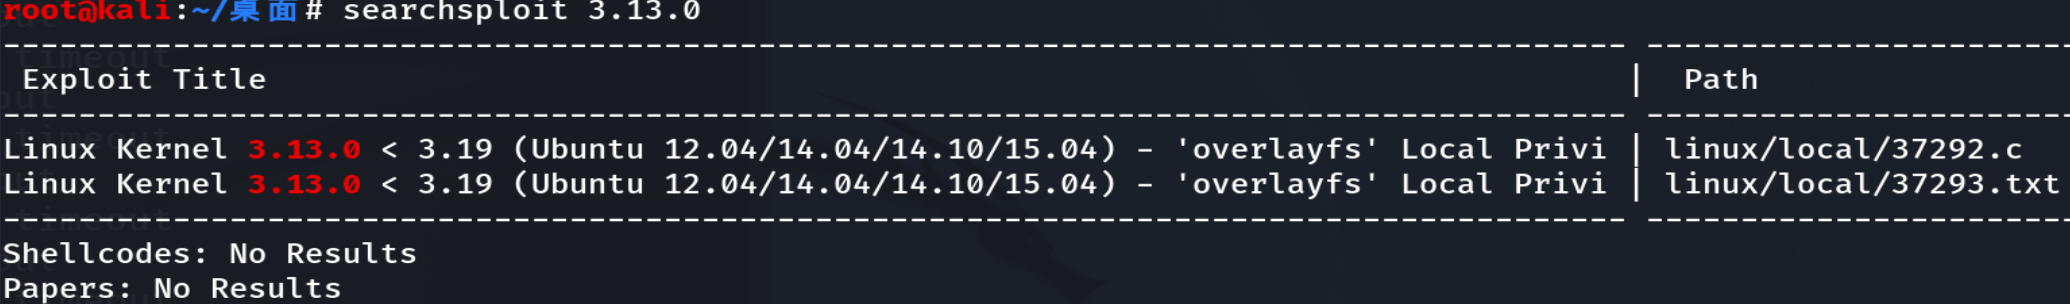 root@kali:~/桌面# searchsploit 3.13.0
---------------------------------------------------------------------------------- ----------------------
Exploit Title | Path
---------------------------------------------------------------------------------- ----------------------
Linux Kernel 3.13.0 < 3.19 (Ubuntu 12.04/14.04/14.10/15.04) - 'overlayfs' Local Privi | linux/local/37292.c
Linux Kernel 3.13.0 < 3.19 (Ubuntu 12.04/14.04/14.10/15.04) - 'overlayfs' Local Privi | linux/local/37293.txt
---------------------------------------------------------------------------------- ----------------------
Shellcodes: No Results
Papers: No Results